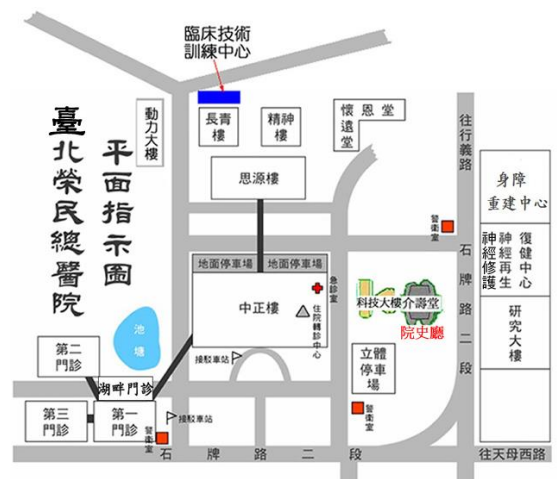 臨床技術
訓練中心
臺北榮民總醫院
平面指示圖
動力大樓
長青
樓
精神
樓
懷恩堂
懷遠堂
往行義路
思源樓
身障
重建中心
警衛室
神經修護
神經再生
復健中心
石牌路二段
地面停車場
地面停車場
急診室
中正樓
住院轉診中心
科技大樓
介壽堂
院史廳
研究大樓
池塘
接駁車站
立體
停車
場
第二
門診
湖畔門診
第三
門診
第一
門診
接駁車站
警衛室
警衛室
石牌路二段
往天母西路